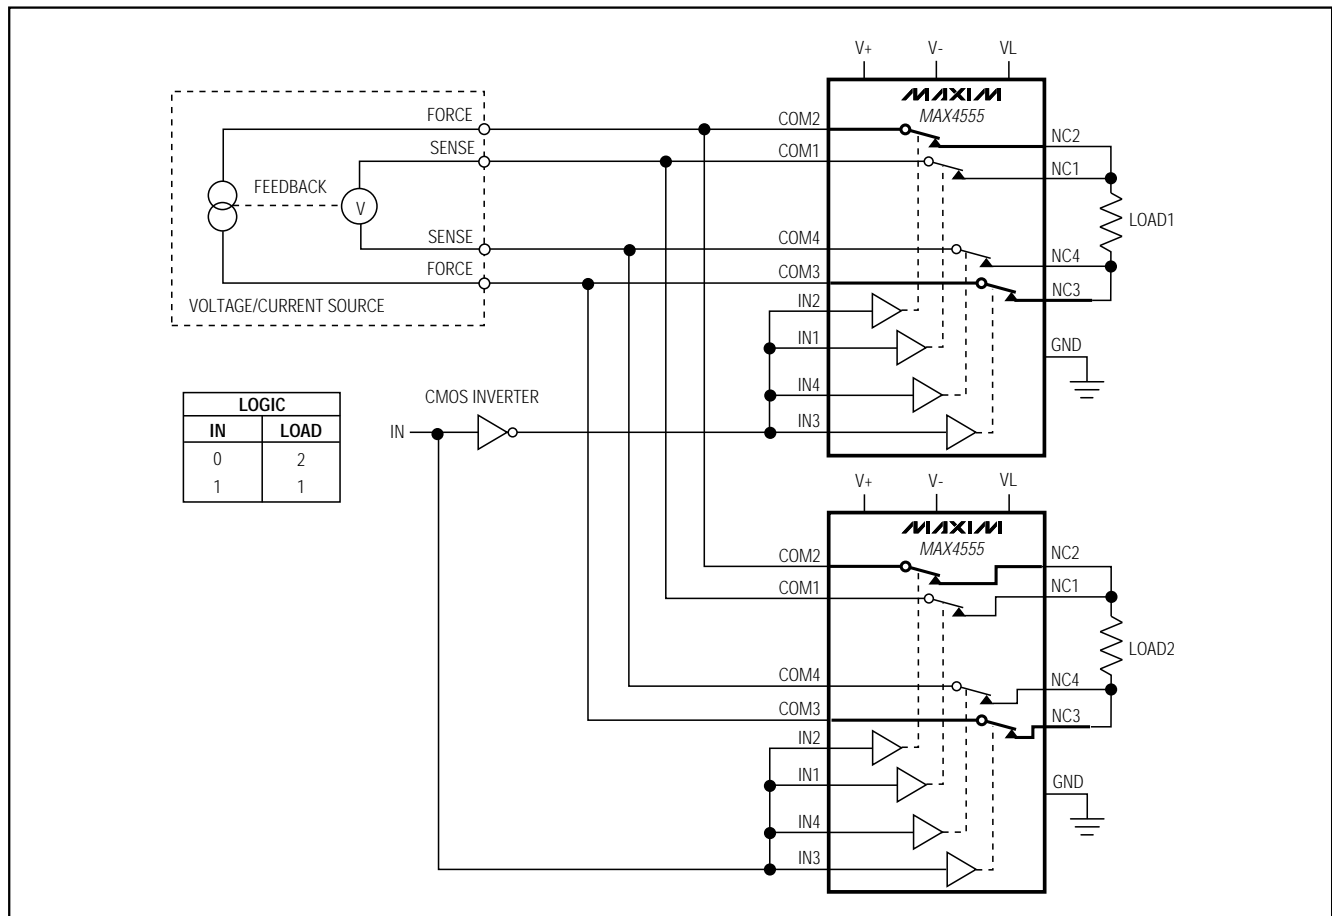 V+ V- VL
MAXIM
MAX4555
FORCE
SENSE
FEEDBACK
V
SENSE
FORCE
VOLTAGE/CURRENT SOURCE
COM2
COM1
COM4
COM3
IN2
IN1
IN4
IN3
NC2
NC1
LOAD1
NC4
NC3
GND
LOGIC
IN LOAD
0 2
1 1
CMOS INVERTER
IN
V+ V- VL
MAXIM
MAX4555
COM2
COM1
COM4
COM3
IN2
IN1
IN4
IN3
NC2
NC1
LOAD2
NC4
NC3
GND